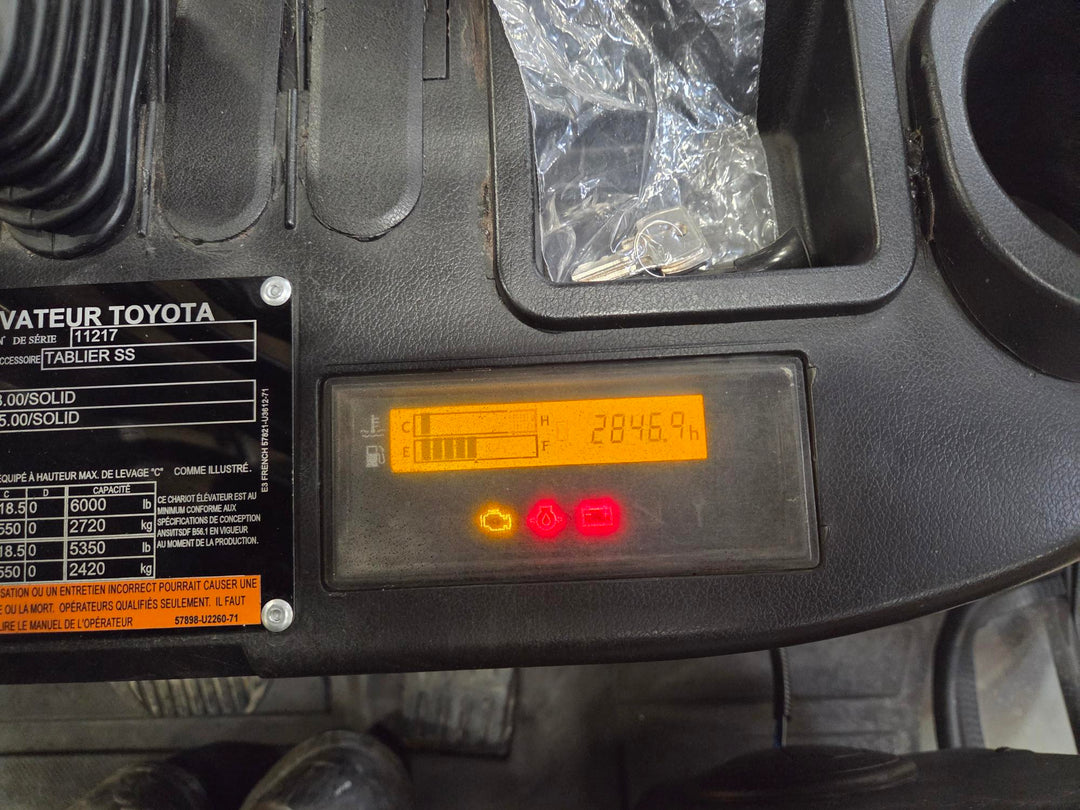 VATEUR TOYOTA
N° DE SÉRIE 11217
CCESSOIRE TABLIER SS
.00/SOLID
5.00/SOLID
E3 FRENCH 57821-U3612-71
EQUIPÉ À HAUTEUR MAX. DE LEVAGE "C" COMME ILLUSTRÉ.
C D CAPACITÉ
18.5 0 6000 lb
550 0 2720 kg
18.5 0 5350 lb
550 0 2420 kg
CE CHARIOT ÉLÉVATEUR EST AU
MINIMUM CONFORME AUX
SPÉCIFICATIONS DE CONCEPTION
ANSI/ITSDF B56.1 EN VIGUEUR
AU MOMENT DE LA PRODUCTION.
ISATION OU UN ENTRETIEN INCORRECT POURRAIT CAUSER UNE
E OU LA MORT. OPÉRATEURS QUALIFIÉS SEULEMENT. IL FAUT
LIRE LE MANUEL DE L'OPÉRATEUR 57898-U2260-71
C H
E F
2846.9h